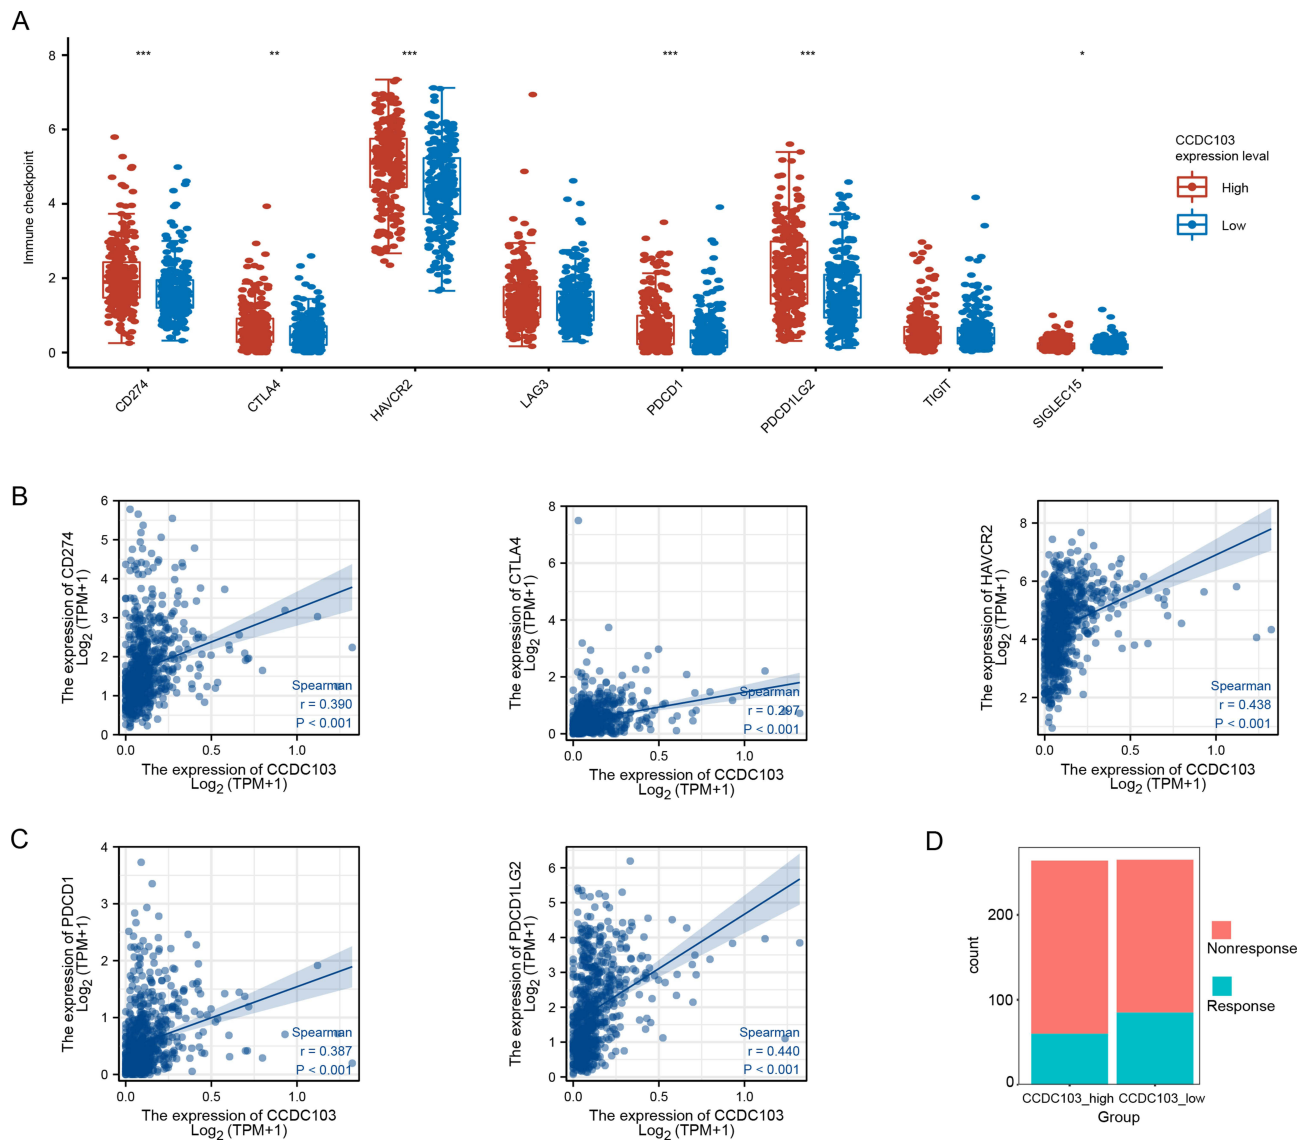 A
*** ** *** *** *** *
8
6
4
2
0
Immune checkpoint
CD274
CTLA4
HAVCR2
LAG3
PDCD1
PDCD1LG2
TIGIT
SIGLEC15
CCDC103
expression leval
High
Low
B
6
5
4
3
2
1
0
The expression of CD274
Log2 (TPM+1)
Spearman
r = 0.390
P < 0.001
0.0 0.5 1.0
The expression of CCDC103
Log2 (TPM+1)
8
6
4
2
0
The expression of CTLA4
Log2 (TPM+1)
Spearman
r = 0.297
P < 0.001
0.0 0.5 1.0
The expression of CCDC103
Log2 (TPM+1)
8
6
4
2
The expression of HAVCR2
Log2 (TPM+1)
Spearman
r = 0.438
P < 0.001
0.0 0.5 1.0
The expression of CCDC103
Log2 (TPM+1)
C
4
3
2
1
0
The expression of PDCD1
Log2 (TPM+1)
Spearman
r = 0.387
P < 0.001
0.0 0.5 1.0
The expression of CCDC103
Log2 (TPM+1)
6
5
4
3
2
1
0
The expression of PDCD1LG2
Log2 (TPM+1)
Spearman
r = 0.440
P < 0.001
0.0 0.5 1.0
The expression of CCDC103
Log2 (TPM+1)
D
200
100
0
count
CCDC103_high CCDC103_low
Group
Nonresponse
Response